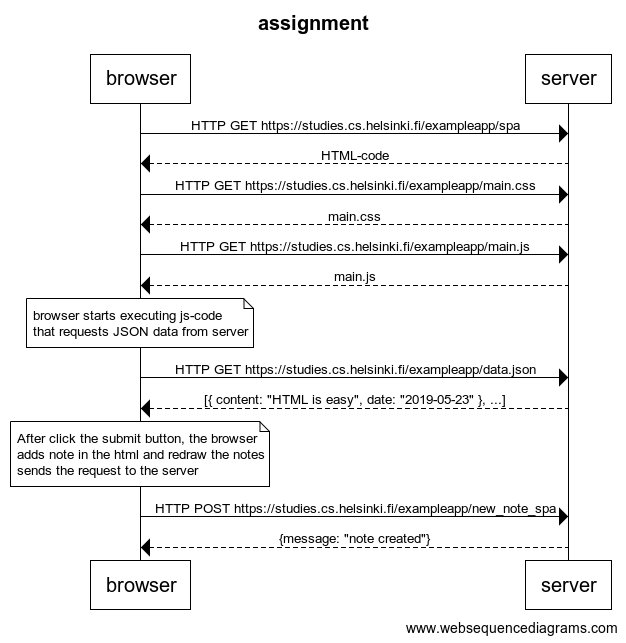 assignment
browser
server
HTTP GET https://studies.cs.helsinki.fi/exampleapp/spa
HTML-code
HTTP GET https://studies.cs.helsinki.fi/exampleapp/main.css
main.css
HTTP GET https://studies.cs.helsinki.fi/exampleapp/main.js
main.js
browser starts executing js-code
that requests JSON data from server
HTTP GET https://studies.cs.helsinki.fi/exampleapp/data.json
[{ content: "HTML is easy", date: "2019-05-23" }, ...]
After click the submit button, the browser
adds note in the html and redraw the notes
sends the request to the server
HTTP POST https://studies.cs.helsinki.fi/exampleapp/new_note_spa
{message: "note created"}
browser
server
www.websequencediagrams.com